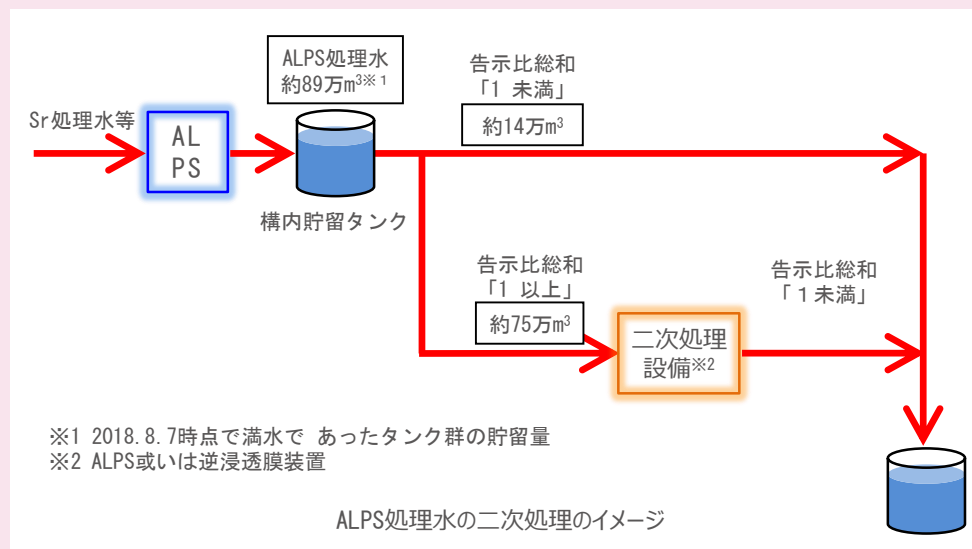 ALPS処理水
約89万m³※1
告示比総和
「1 未満」
約14万m³
Sr処理水等
AL
PS
構内貯留タンク
告示比総和
「1 以上」
約75万m³
告示比総和
「１未満」
二次処理
設備※2
※1 2018.8.7時点で満水で あったタンク群の貯留量
※2 ALPS或いは逆浸透膜装置
ALPS処理水の二次処理のイメージ